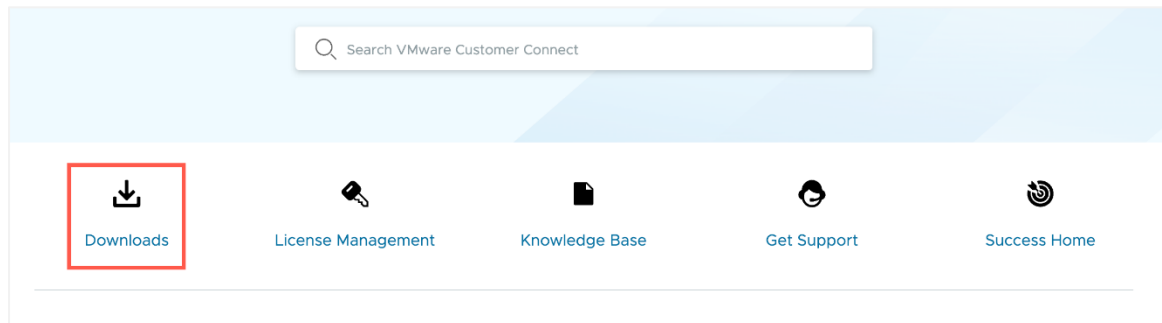 Search VMware Customer Connect
Downloads
License Management
Knowledge Base
Get Support
Success Home